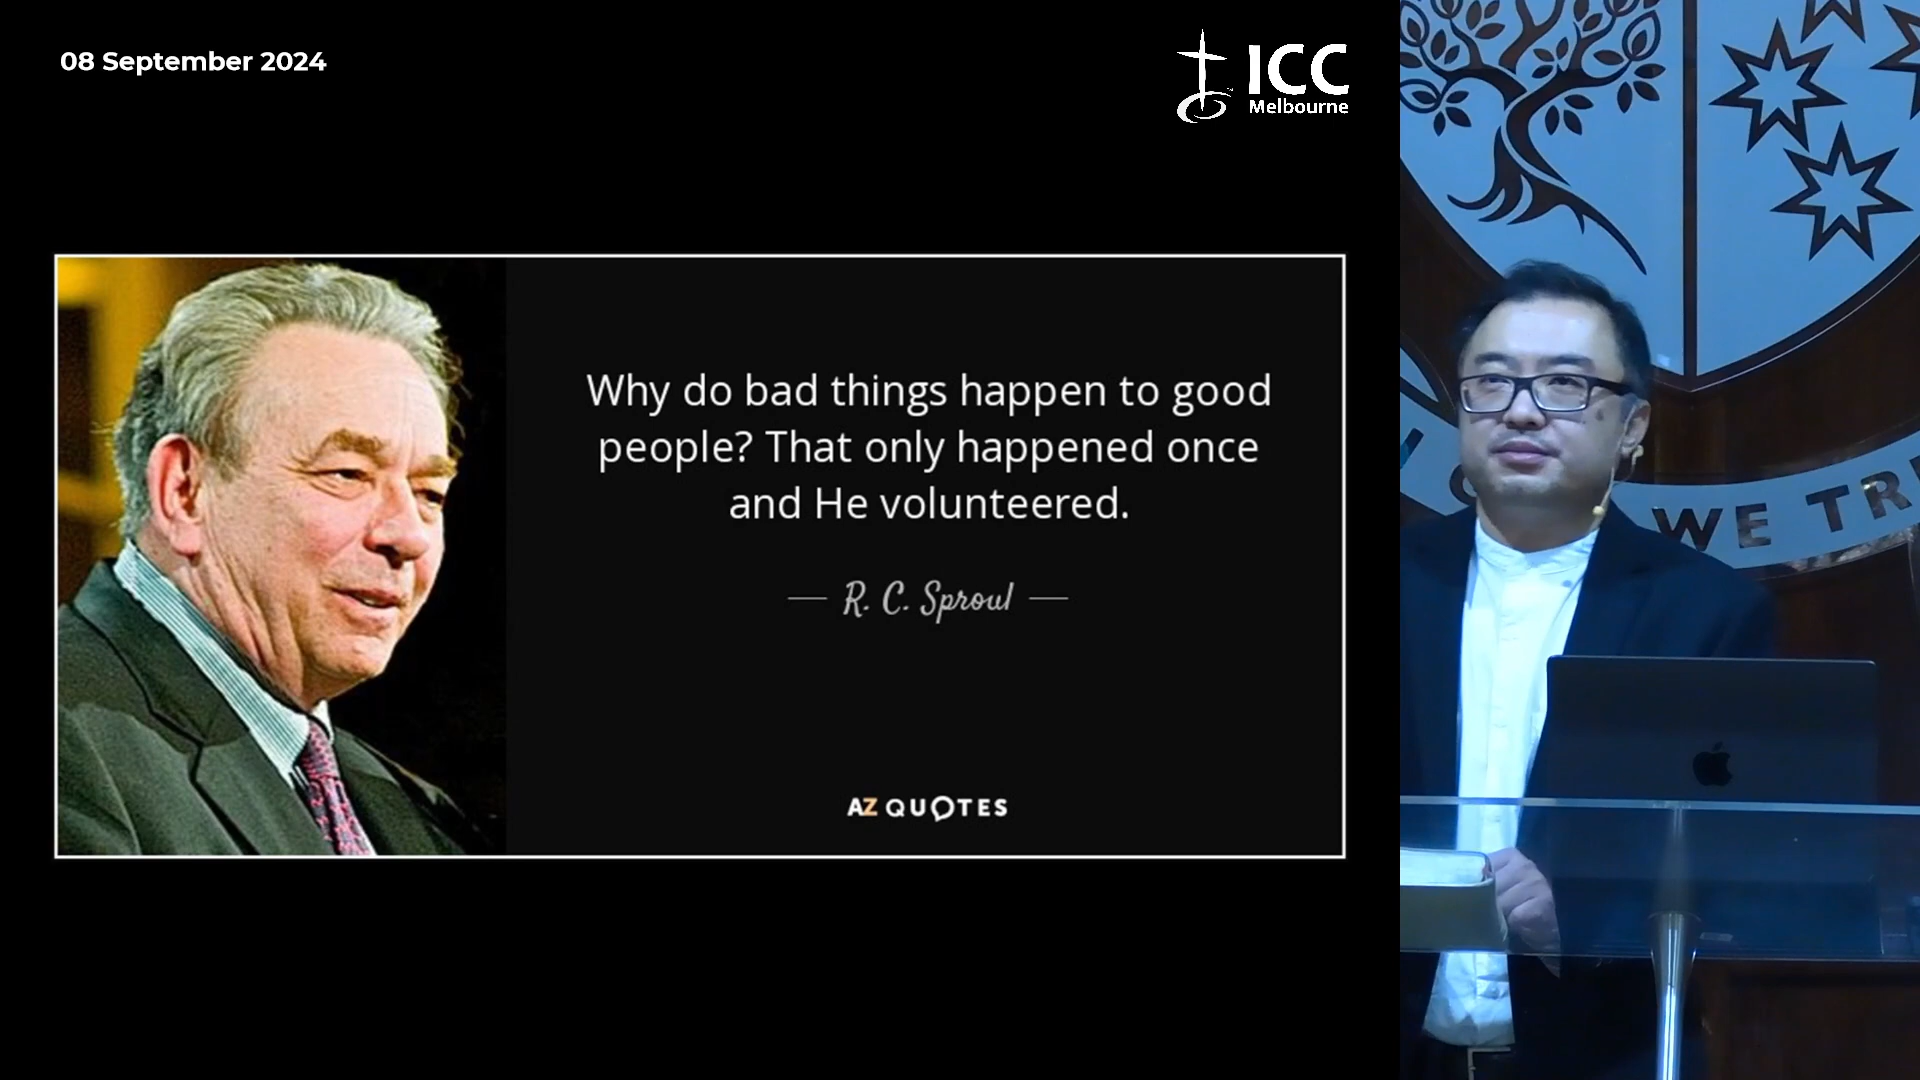 08 September 2024
ICC
Melbourne
Why do bad things happen to good
people? That only happened once
and He volunteered.
R. C. Sproul
AZ QUOTES
WE TR